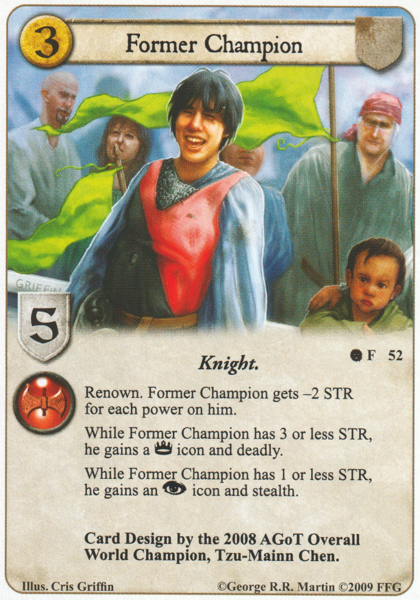 3
Former Champion
GRIFFIN
5
Knight.
F 52
Renown. Former Champion gets –2 STR
for each power on him.
While Former Champion has 3 or less STR,
he gains a icon and deadly.
While Former Champion has 1 or less STR,
he gains an icon and stealth.
Card Design by the 2008 AGoT Overall
World Champion, Tzu-Mainn Chen.
Illus. Cris Griffin ©George R.R. Martin ©2009 FFG